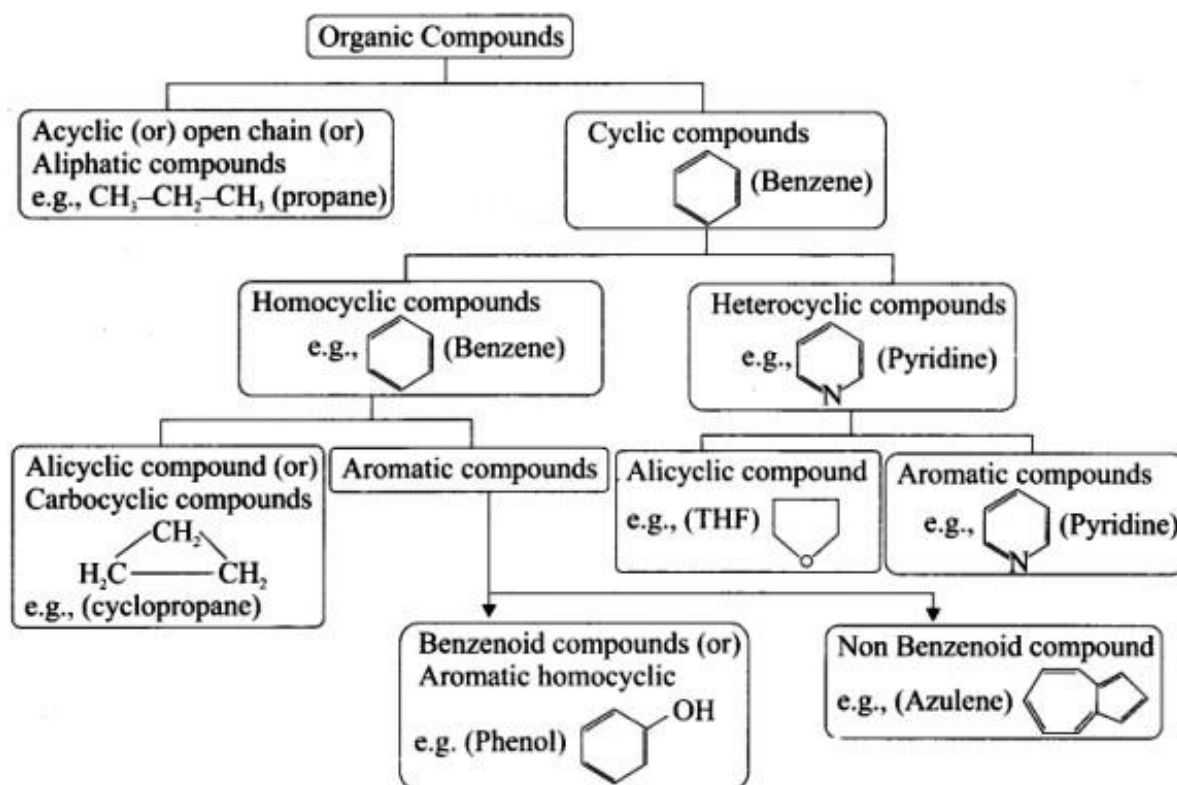 Organic Compounds
Acyclic (or) open chain (or)
Aliphatic compounds
e.g., CH₃–CH₂–CH₃ (propane)
Cyclic compounds
(Benzene)
Homocyclic compounds
e.g., (Benzene)
Heterocyclic compounds
e.g., (Pyridine)
N
Alicyclic compound (or)
Carbocyclic compounds
CH₂
H₂C CH₂
e.g., (cyclopropane)
Aromatic compounds
Alicyclic compound
e.g., (THF)
O
Aromatic compounds
e.g., (Pyridine)
N
Benzenoid compounds (or)
Aromatic homocyclic
OH
e.g. (Phenol)
Non Benzenoid compound
e.g., (Azulene)